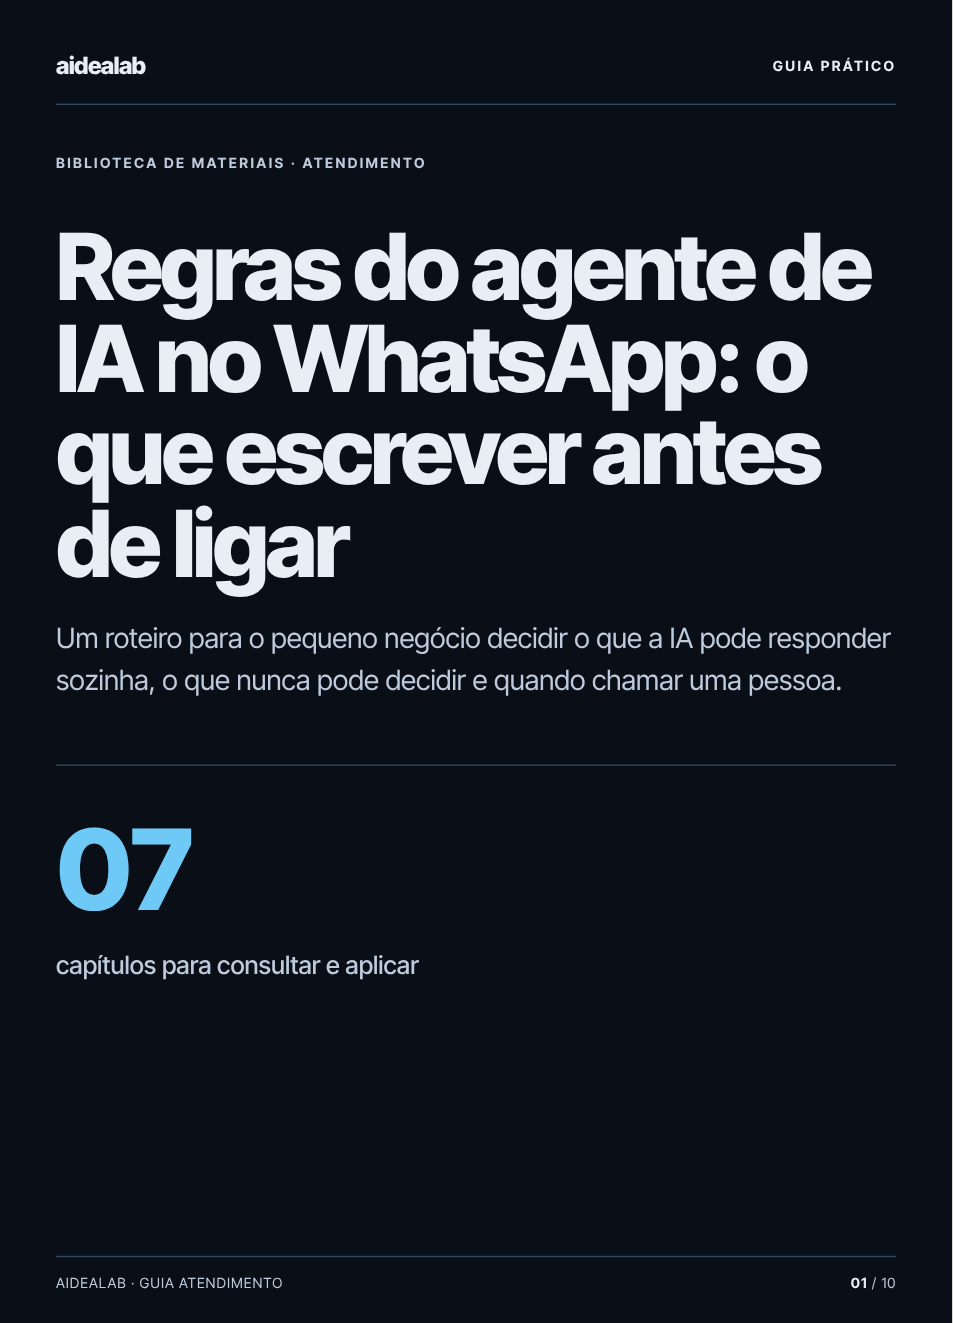 aidealab
GUIA PRÁTICO
BIBLIOTECA DE MATERIAIS · ATENDIMENTO
Regras do agente de
IA no WhatsApp: o
que escrever antes
de ligar
Um roteiro para o pequeno negócio decidir o que a IA pode responder
sozinha, o que nunca pode decidir e quando chamar uma pessoa.
07
capítulos para consultar e aplicar
AIDEALAB · GUIA ATENDIMENTO
01 / 10